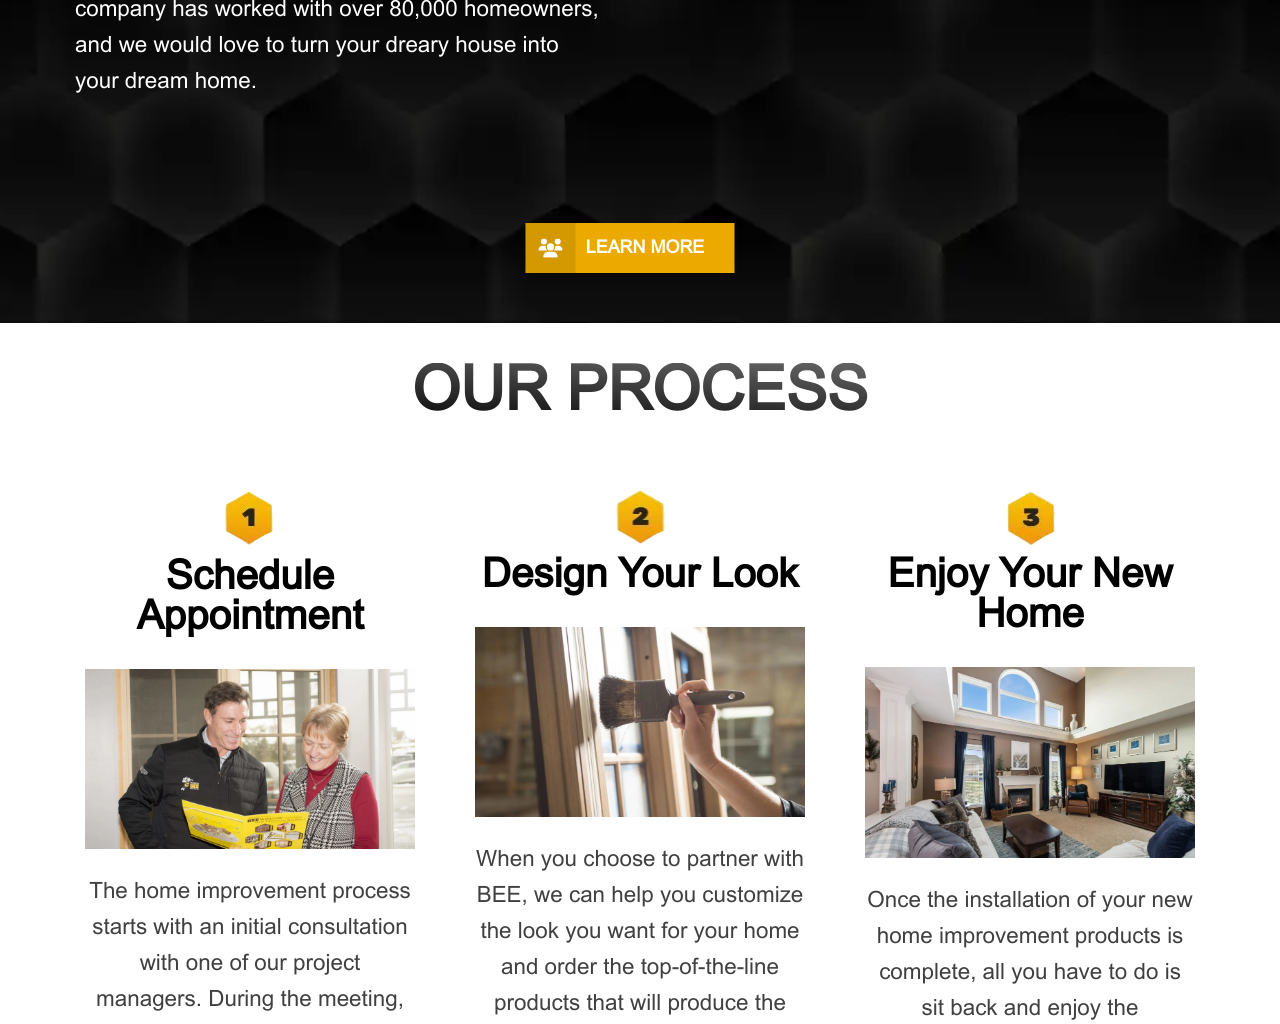 company has worked with over 80,000 homeowners,
and we would love to turn your dreary house into
your dream home.
LEARN MORE
OUR PROCESS
1
Schedule
Appointment
The home improvement process
starts with an initial consultation
with one of our project
managers. During the meeting,
2
Design Your Look
When you choose to partner with
BEE, we can help you customize
the look you want for your home
and order the top-of-the-line
products that will produce the
3
Enjoy Your New
Home
Once the installation of your new
home improvement products is
complete, all you have to do is
sit back and enjoy the